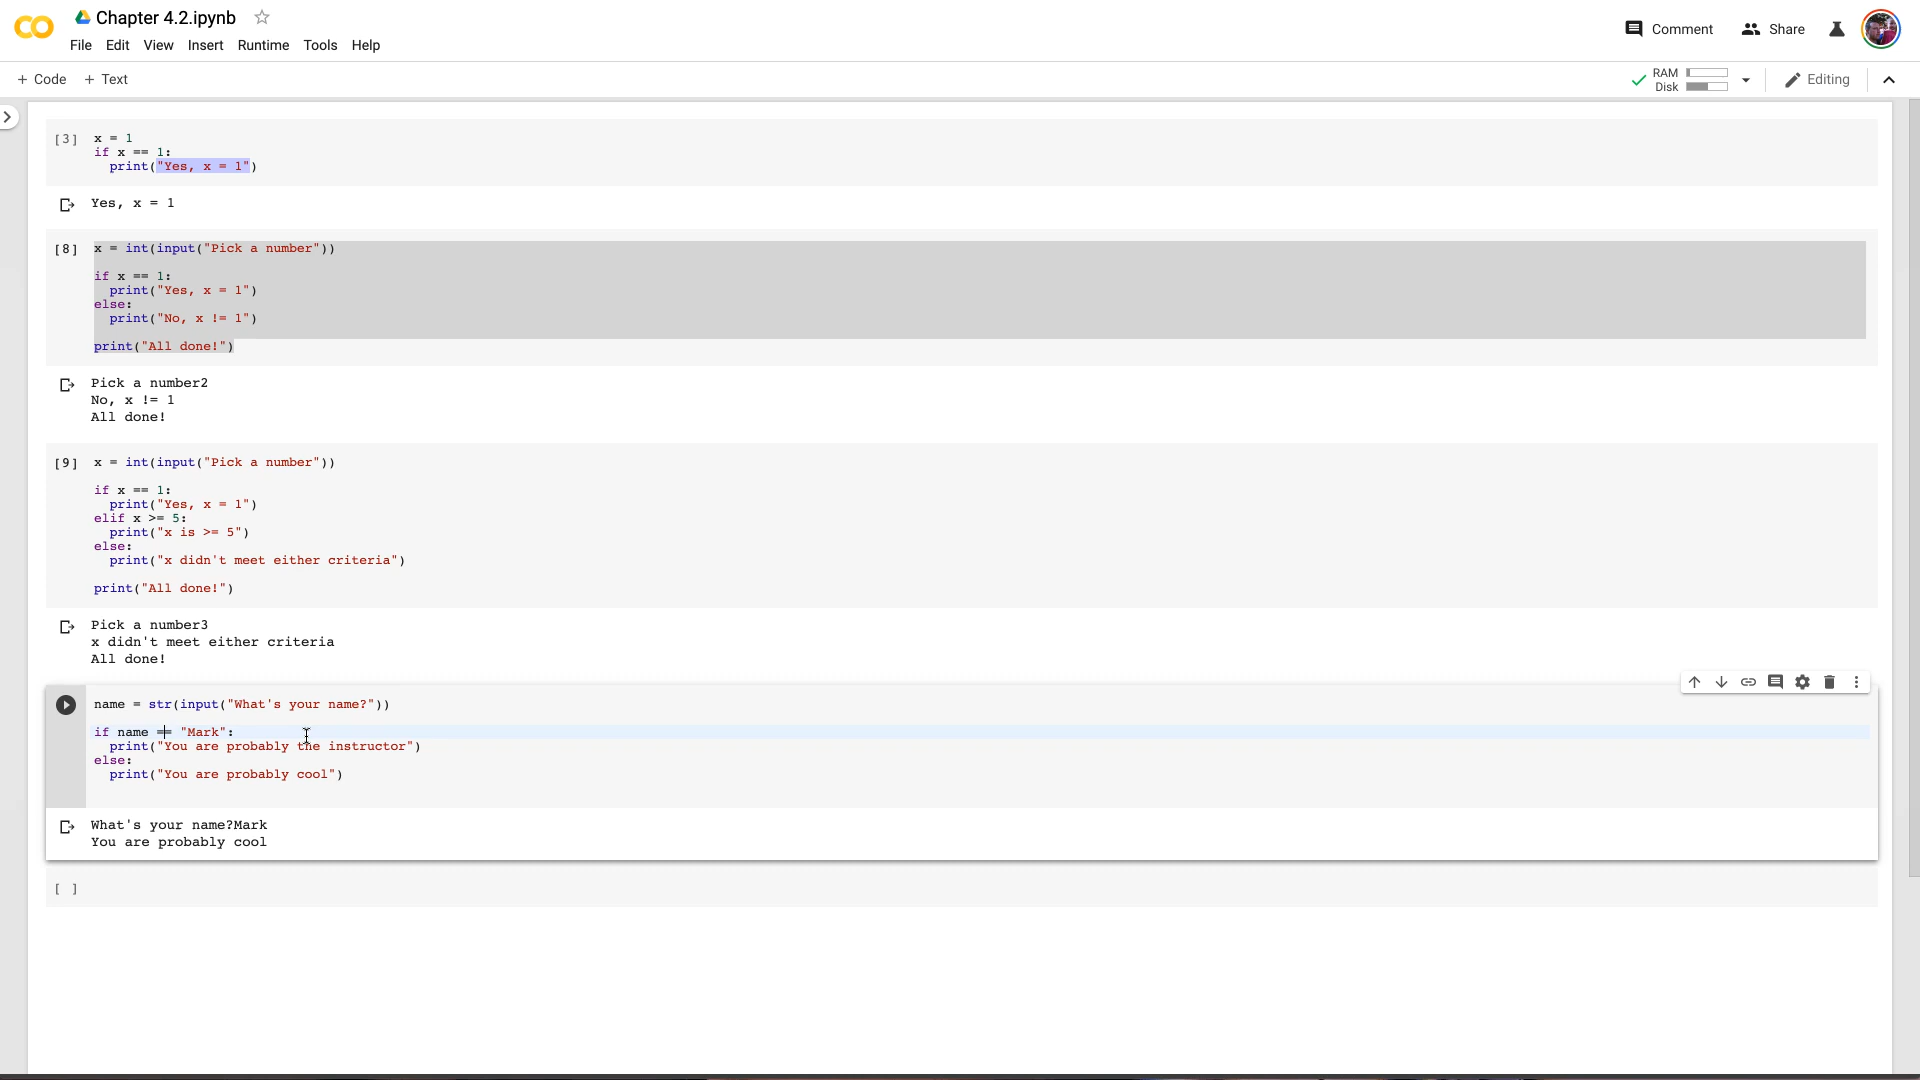 CO Chapter 4.2.ipynb
File Edit View Insert Runtime Tools Help
Comment Share
+ Code + Text
RAM
Disk
Editing
[3] x = 1
if x == 1:
  print("Yes, x = 1")
Yes, x = 1
[8] x = int(input("Pick a number"))
if x == 1:
  print("Yes, x = 1")
else:
  print("No, x != 1")
print("All done!")
Pick a number2
No, x != 1
All done!
[9] x = int(input("Pick a number"))
if x == 1:
  print("Yes, x = 1")
elif x >= 5:
  print("x is >= 5")
else:
  print("x didn't meet either criteria")
print("All done!")
Pick a number3
x didn't meet either criteria
All done!
name = str(input("What's your name?"))
if name == "Mark":
  print("You are probably the instructor")
else:
  print("You are probably cool")
What's your name?Mark
You are probably cool
[ ]